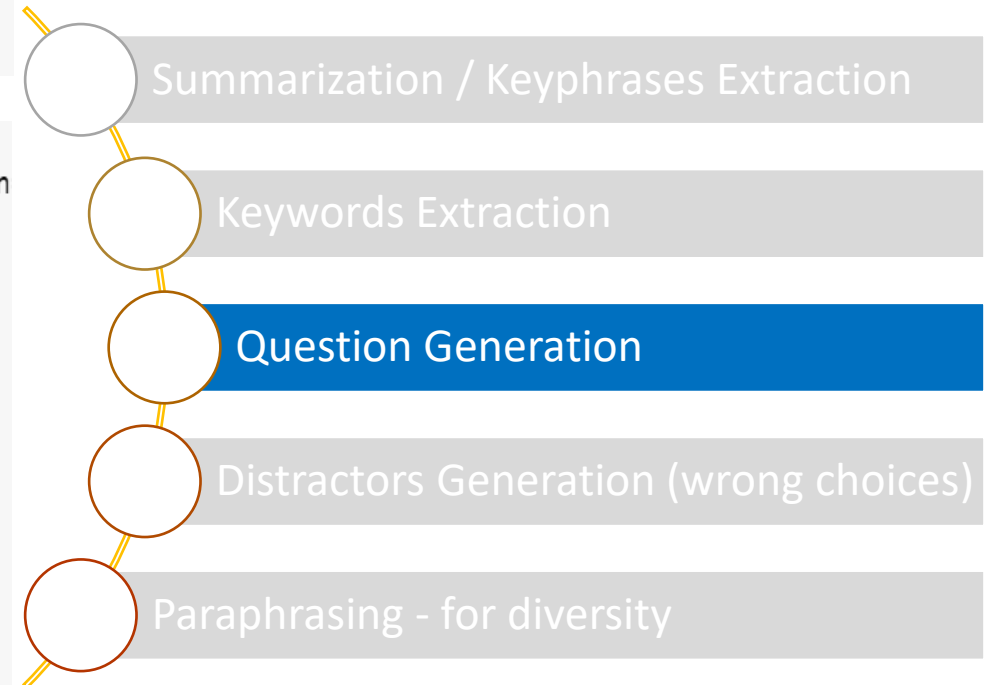 Summarization / Keyphrases Extraction
Keywords Extraction
Question Generation
Distractors Generation (wrong choices)
Paraphrasing - for diversity